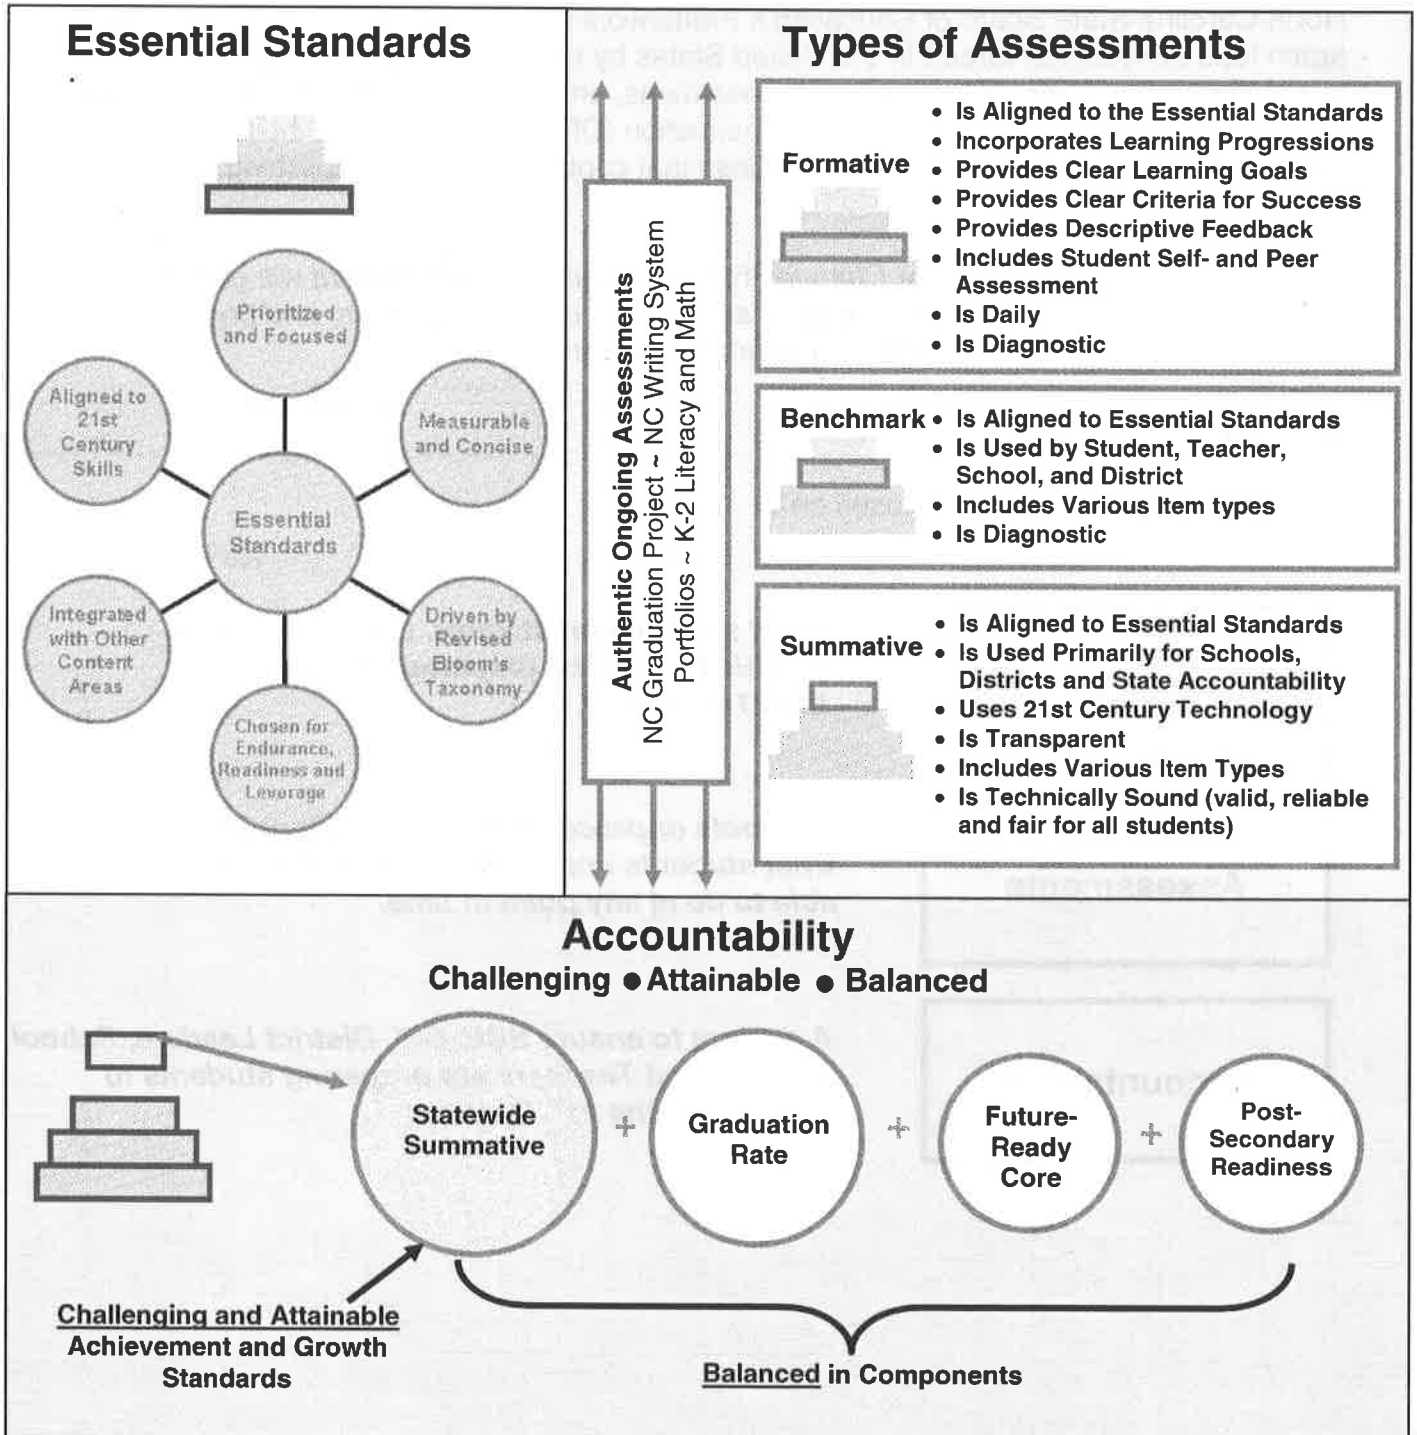 Essential Standards
Prioritized
and Focused
Aligned to
21st
Century
Skills
Measurable
and Concise
Essential
Standards
Integrated
with Other
Content
Areas
Driven by
Revised
Bloom's
Taxonomy
Chosen for
Endurance,
Readiness and
Leverage
Authentic Ongoing Assessments
NC Graduation Project ~ NC Writing System
Portfolios ~ K-2 Literacy and Math
Types of Assessments
Formative
• Is Aligned to the Essential Standards
• Incorporates Learning Progressions
• Provides Clear Learning Goals
• Provides Clear Criteria for Success
• Provides Descriptive Feedback
• Includes Student Self- and Peer
Assessment
• Is Daily
• Is Diagnostic
Benchmark
• Is Aligned to Essential Standards
• Is Used by Student, Teacher,
School, and District
• Includes Various Item types
• Is Diagnostic
Summative
• Is Aligned to Essential Standards
• Is Used Primarily for Schools,
Districts and State Accountability
• Uses 21st Century Technology
• Is Transparent
• Includes Various Item Types
• Is Technically Sound (valid, reliable
and fair for all students)
Accountability
Challenging ● Attainable ● Balanced
Statewide
Summative
+
Graduation
Rate
+
Future-
Ready
Core
+
Post-
Secondary
Readiness
Challenging and Attainable
Achievement and Growth
Standards
Balanced in Components